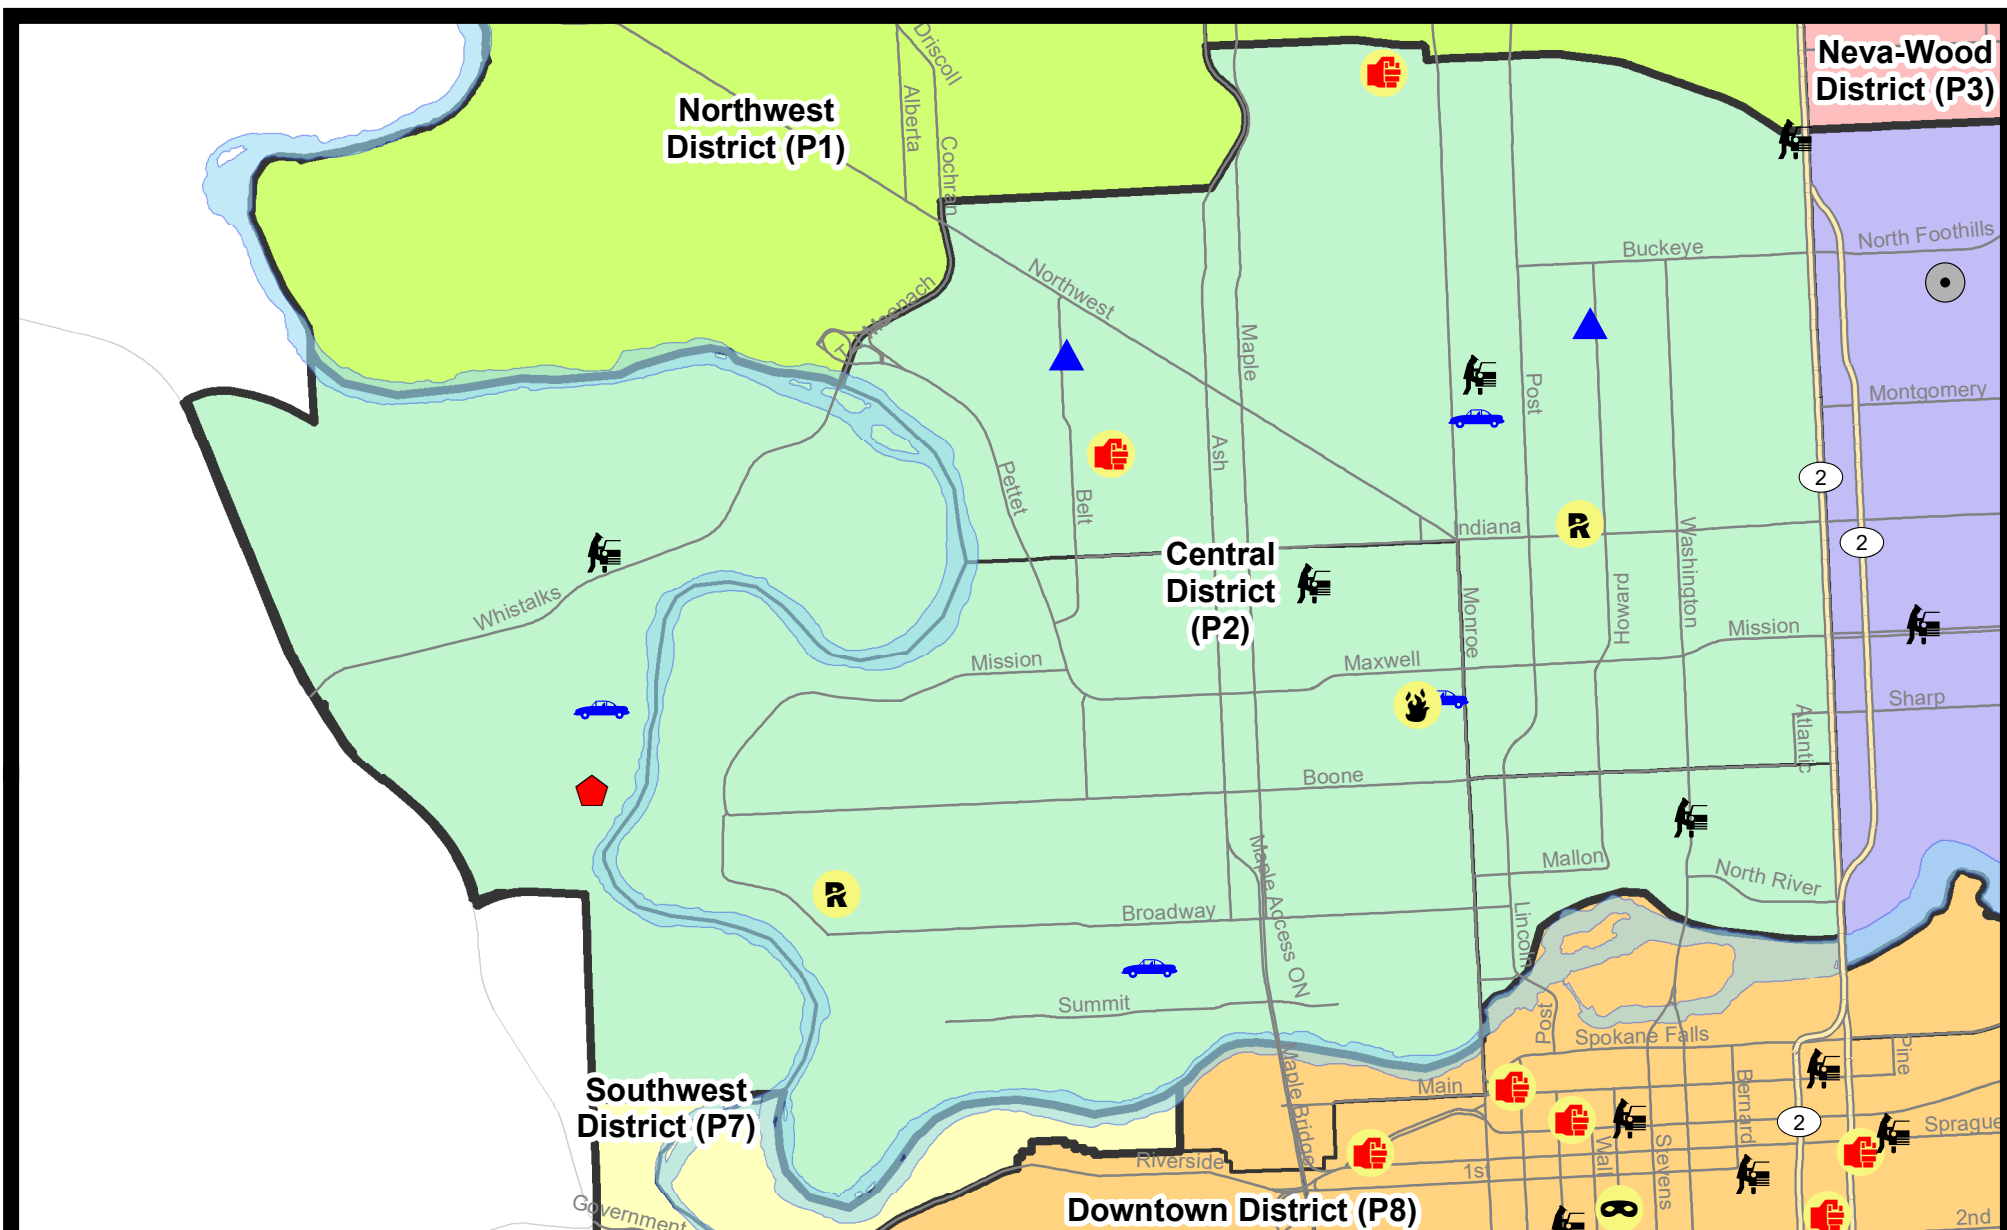 Neva-Wood
District (P3)
Driscoll
Northwest
District (P1)
Alberta
Cochran
North Foothills
Buckeye
Northwest
Maple
Post
Montgomery
Ash
Pettet
Belt
2
Indiana
Washington
2
Central
District
(P2)
Howard
Monroe
Whistalks
Mission
Mission
Maxwell
Sharp
Atlantic
Boone
Mallon
North River
Maple Access ON
Broadway
Lincoln
Summit
Post
Spokane Falls
Pine
Maple Bridge
Main
Bernard
Southwest
District (P7)
2
Sprague
Wall
Stevens
Riverside
1st
Government
Downtown District (P8)
2nd